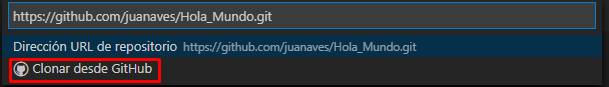 https://github.com/juanaves/Hola_Mundo.git
Dirección URL de repositorio https://github.com/juanaves/Hola_Mundo.git
Clonar desde GitHub